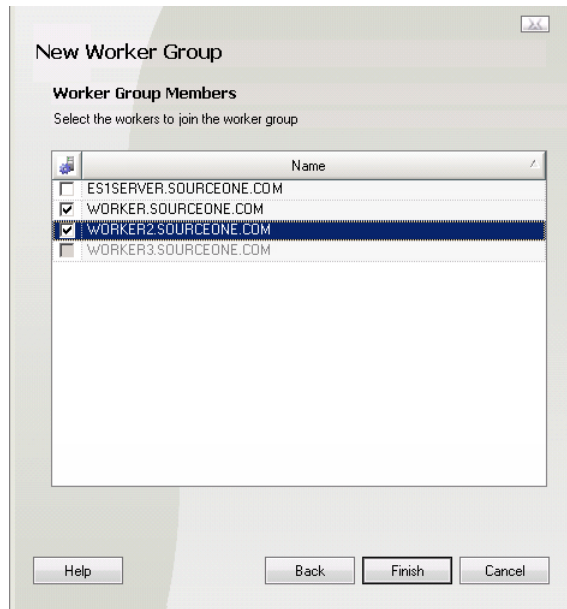 New Worker Group
Worker Group Members
Select the workers to join the worker group
Name
ES1SERVER.SOURCEONE.COM
WORKER.SOURCEONE.COM
WORKER2.SOURCEONE.COM
WORKER3.SOURCEONE.COM
Help Back Finish Cancel